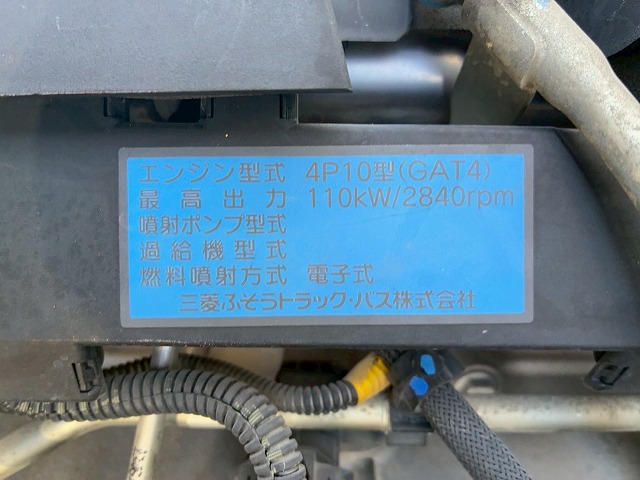 エンジン型式 4P10型(GAT4)
最高出力 110kW/2840rpm
噴射ポンプ型式
過給機型式
燃料噴射方式 電子式
三菱ふそうトラック・バス株式会社